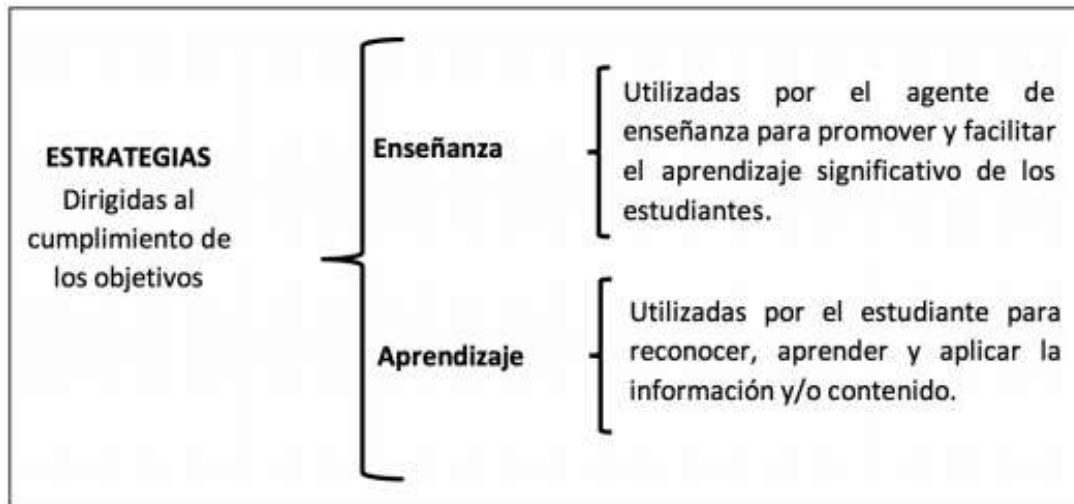 ESTRATEGIAS
Dirigidas al
cumplimiento de
los objetivos
Enseñanza
Utilizadas por el agente de
enseñanza para promover y facilitar
el aprendizaje significativo de los
estudiantes.
Aprendizaje
Utilizadas por el estudiante para
reconocer, aprender y aplicar la
información y/o contenido.